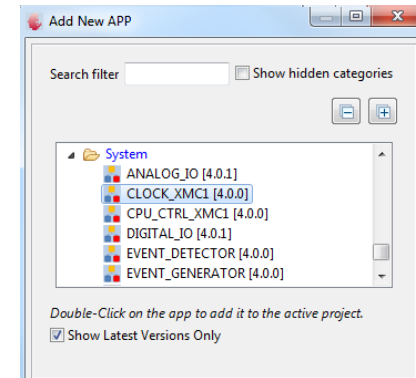 Add New APP
Search filter
Show hidden categories
System
ANALOG_IO [4.0.1]
CLOCK_XMC1 [4.0.0]
CPU_CTRL_XMC1 [4.0.0]
DIGITAL_IO [4.0.1]
EVENT_DETECTOR [4.0.0]
EVENT_GENERATOR [4.0.0]
Double-Click on the app to add it to the active project.
Show Latest Versions Only